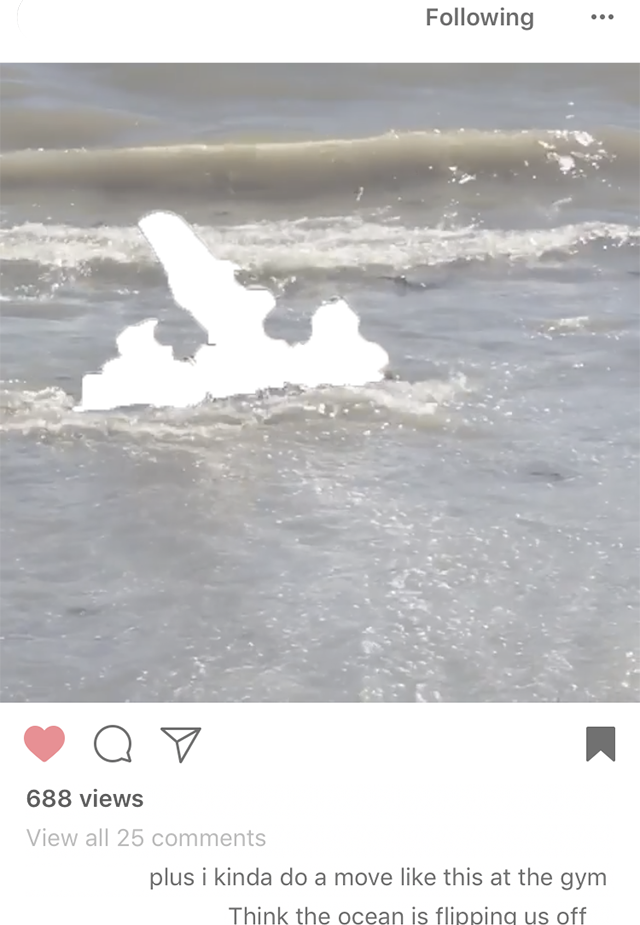 Following
688 views
View all 25 comments
plus i kinda do a move like this at the gym
Think the ocean is flipping us off